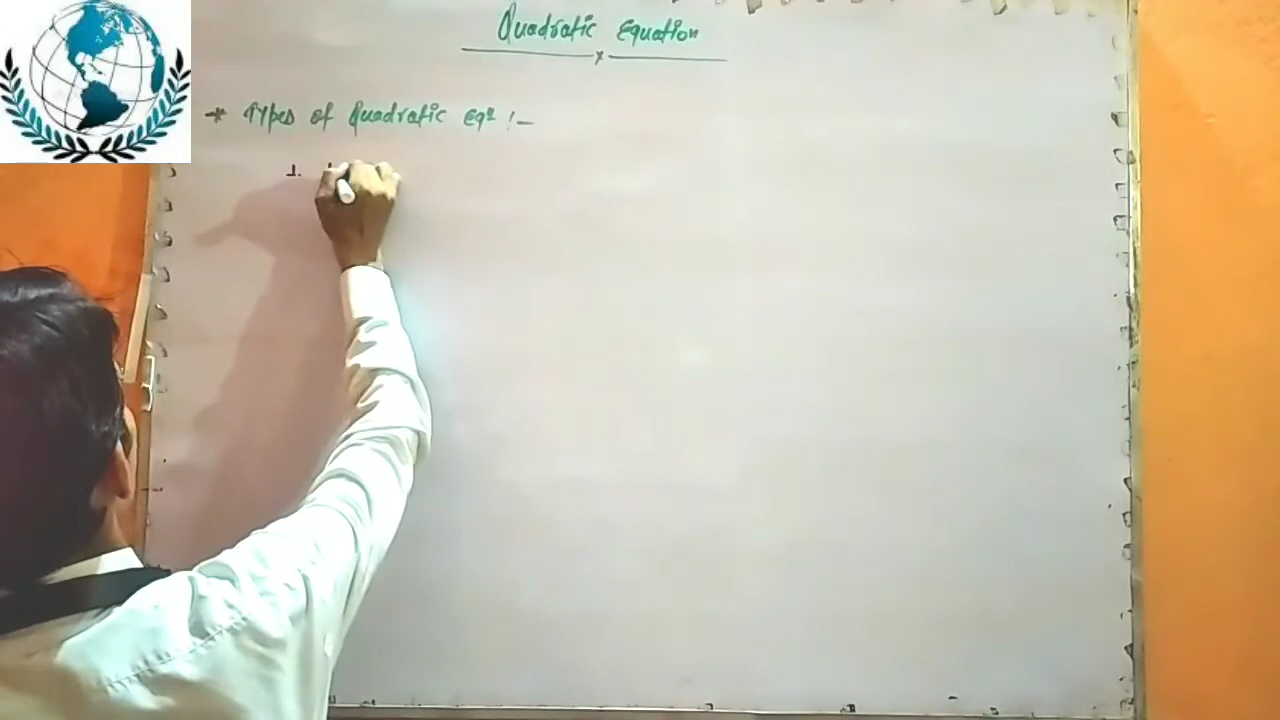 Quadratic Equation
* Types of Quadratic Eqⁿ :-
1.